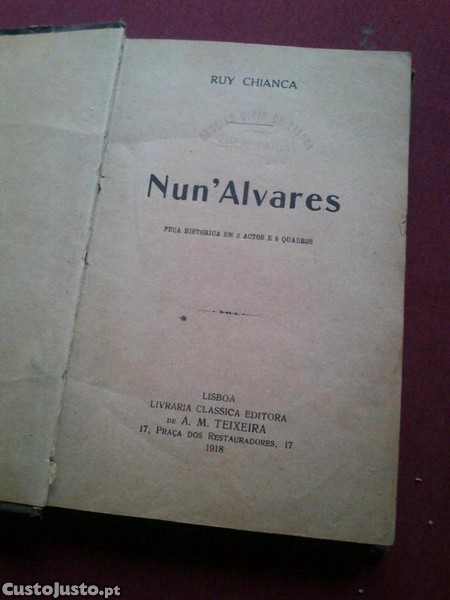 RUY CHIANCA
Nun'Alvares
PEÇA HISTORICA EM 3 ACTOS E 8 QUADROS
LISBOA
LIVRARIA CLASSICA EDITORA
DE A. M. TEIXEIRA
17, PRAÇA DOS RESTAURADORES, 17
1918
CustoJusto.pt